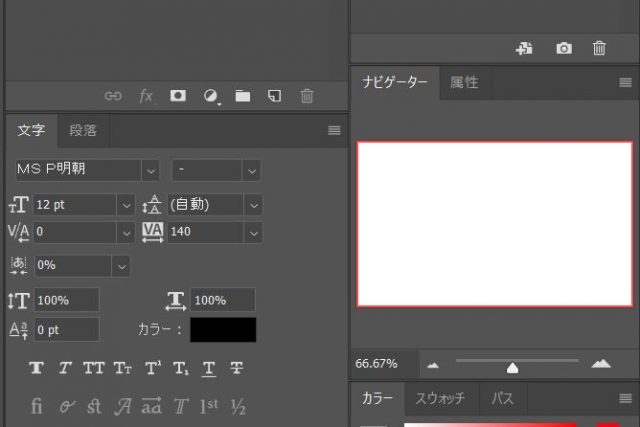 fx
ナビゲーター 属性
文字 段落
MS P明朝 -
12 pt (自動)
0 140
0%
100% 100%
0 pt カラー：
66.67%
T T TT Tт T¹ T₁ T T
fi st A ad T 1st ½
カラー スウォッチ パス